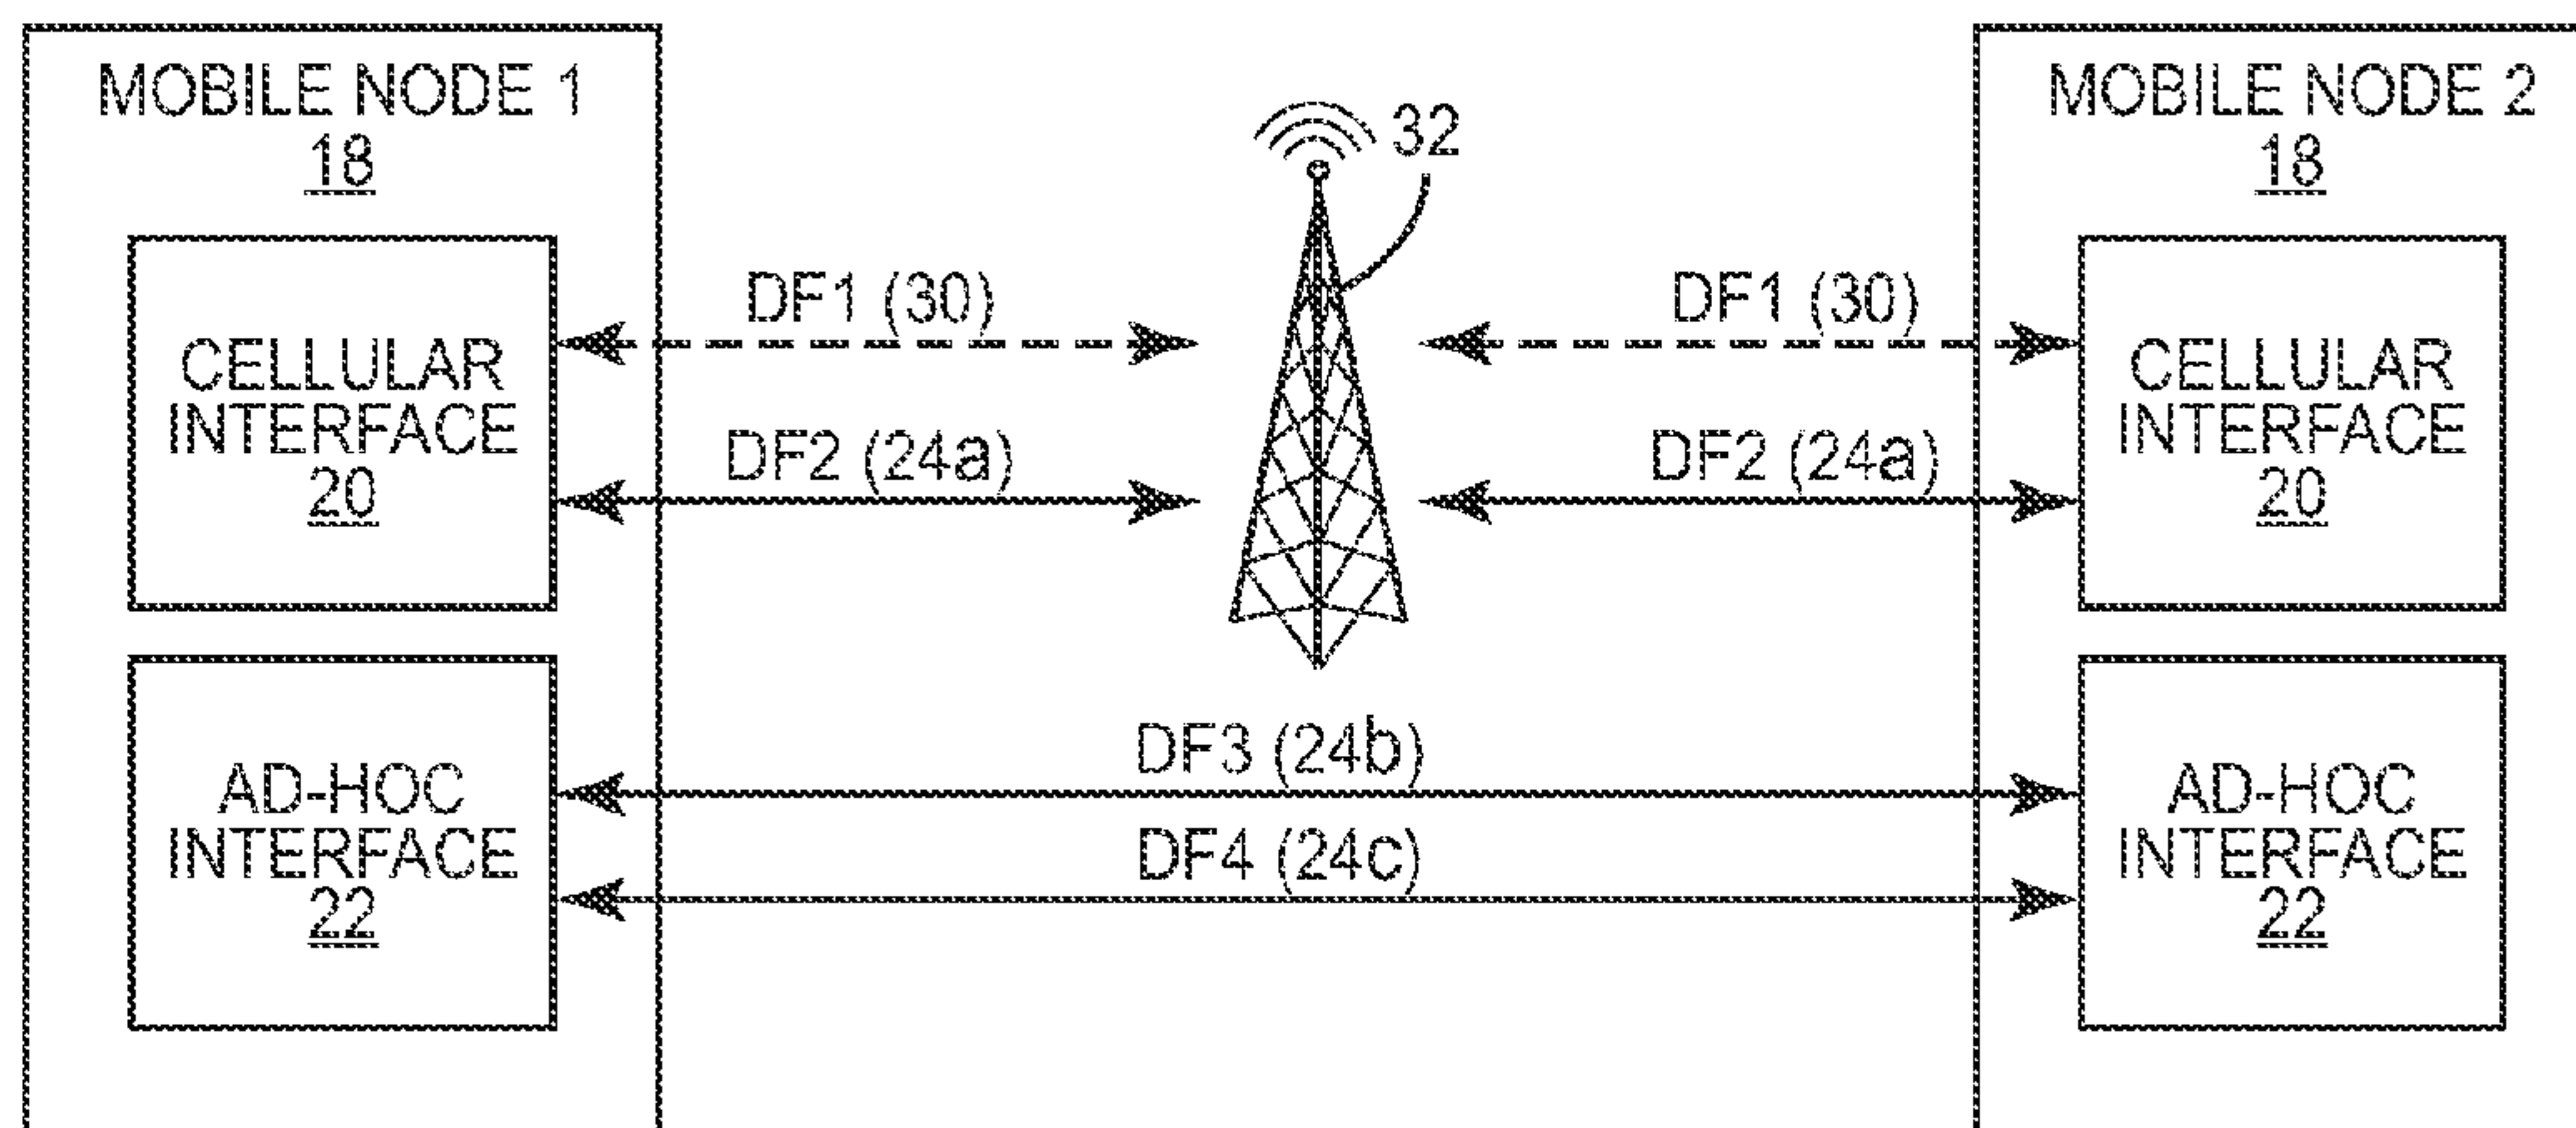 MOBILE NODE 1
18
CELLULAR
INTERFACE
20
AD-HOC
INTERFACE
22
32
DF1 (30)
DF1 (30)
DF2 (24a)
DF2 (24a)
DF3 (24b)
DF4 (24c)
MOBILE NODE 2
18
CELLULAR
INTERFACE
20
AD-HOC
INTERFACE
22